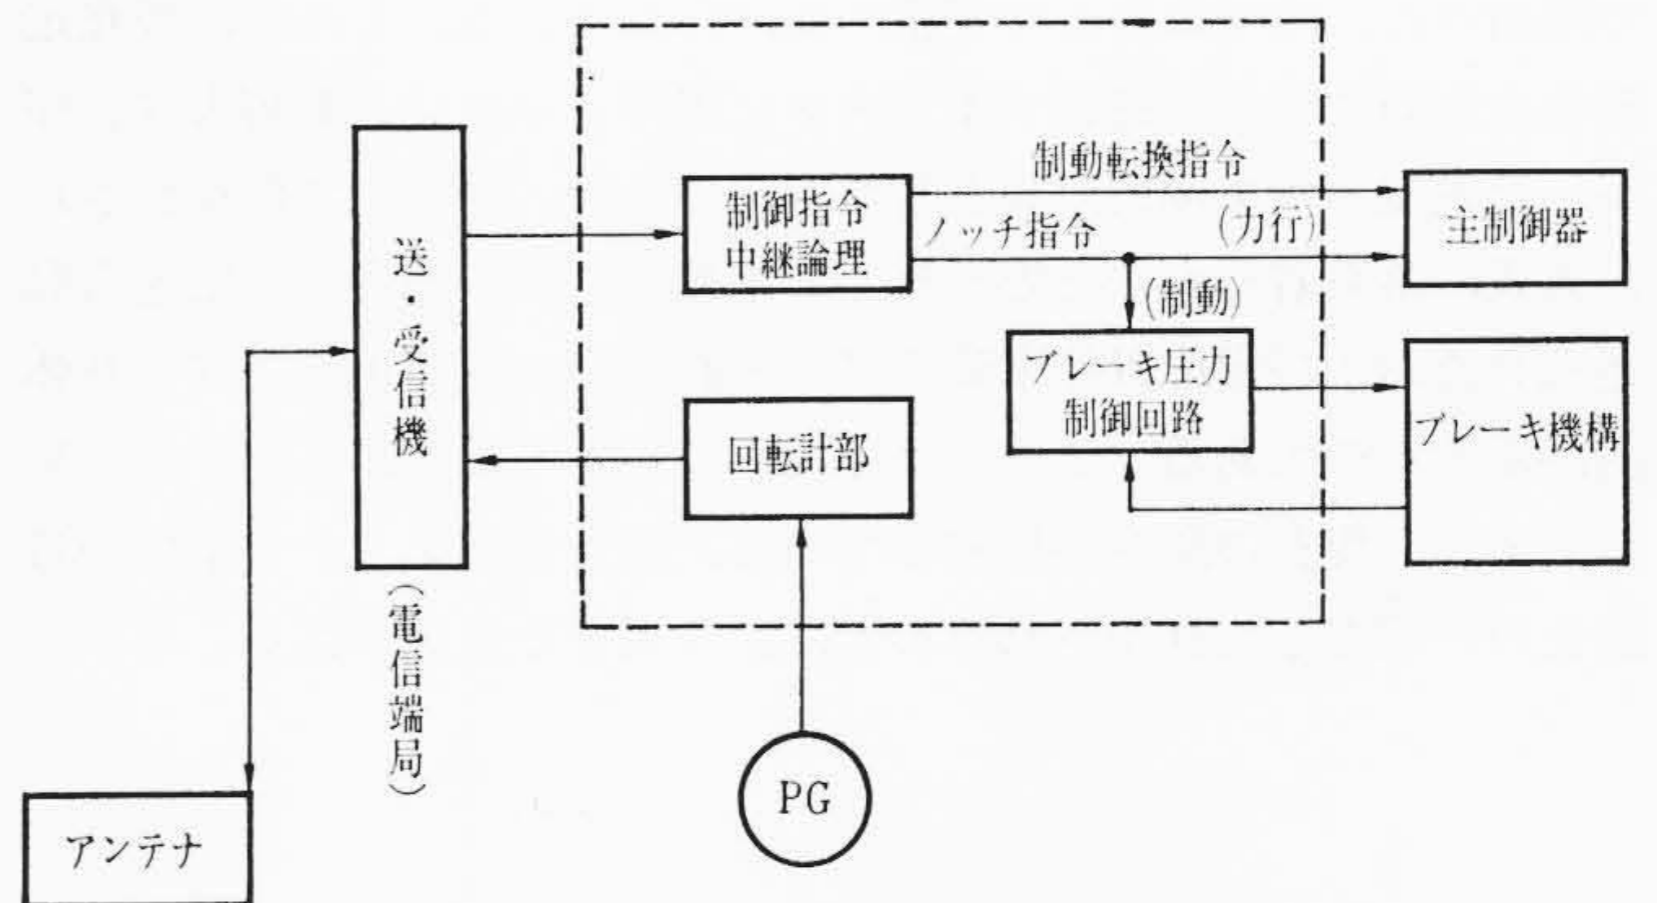 送・受信機
(電信端局)
アンテナ
制御指令
中継論理
制動転換指令
ノッチ指令
(力行)
(制動)
主制御器
ブレーキ圧力
制御回路
ブレーキ機構
回転計部
PG